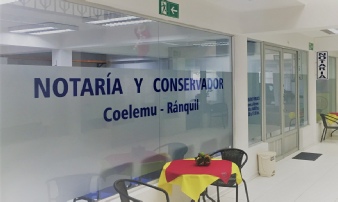 NOTARÍA Y CONSERVADOR
Coelemu - Ránquil
NOTARIA